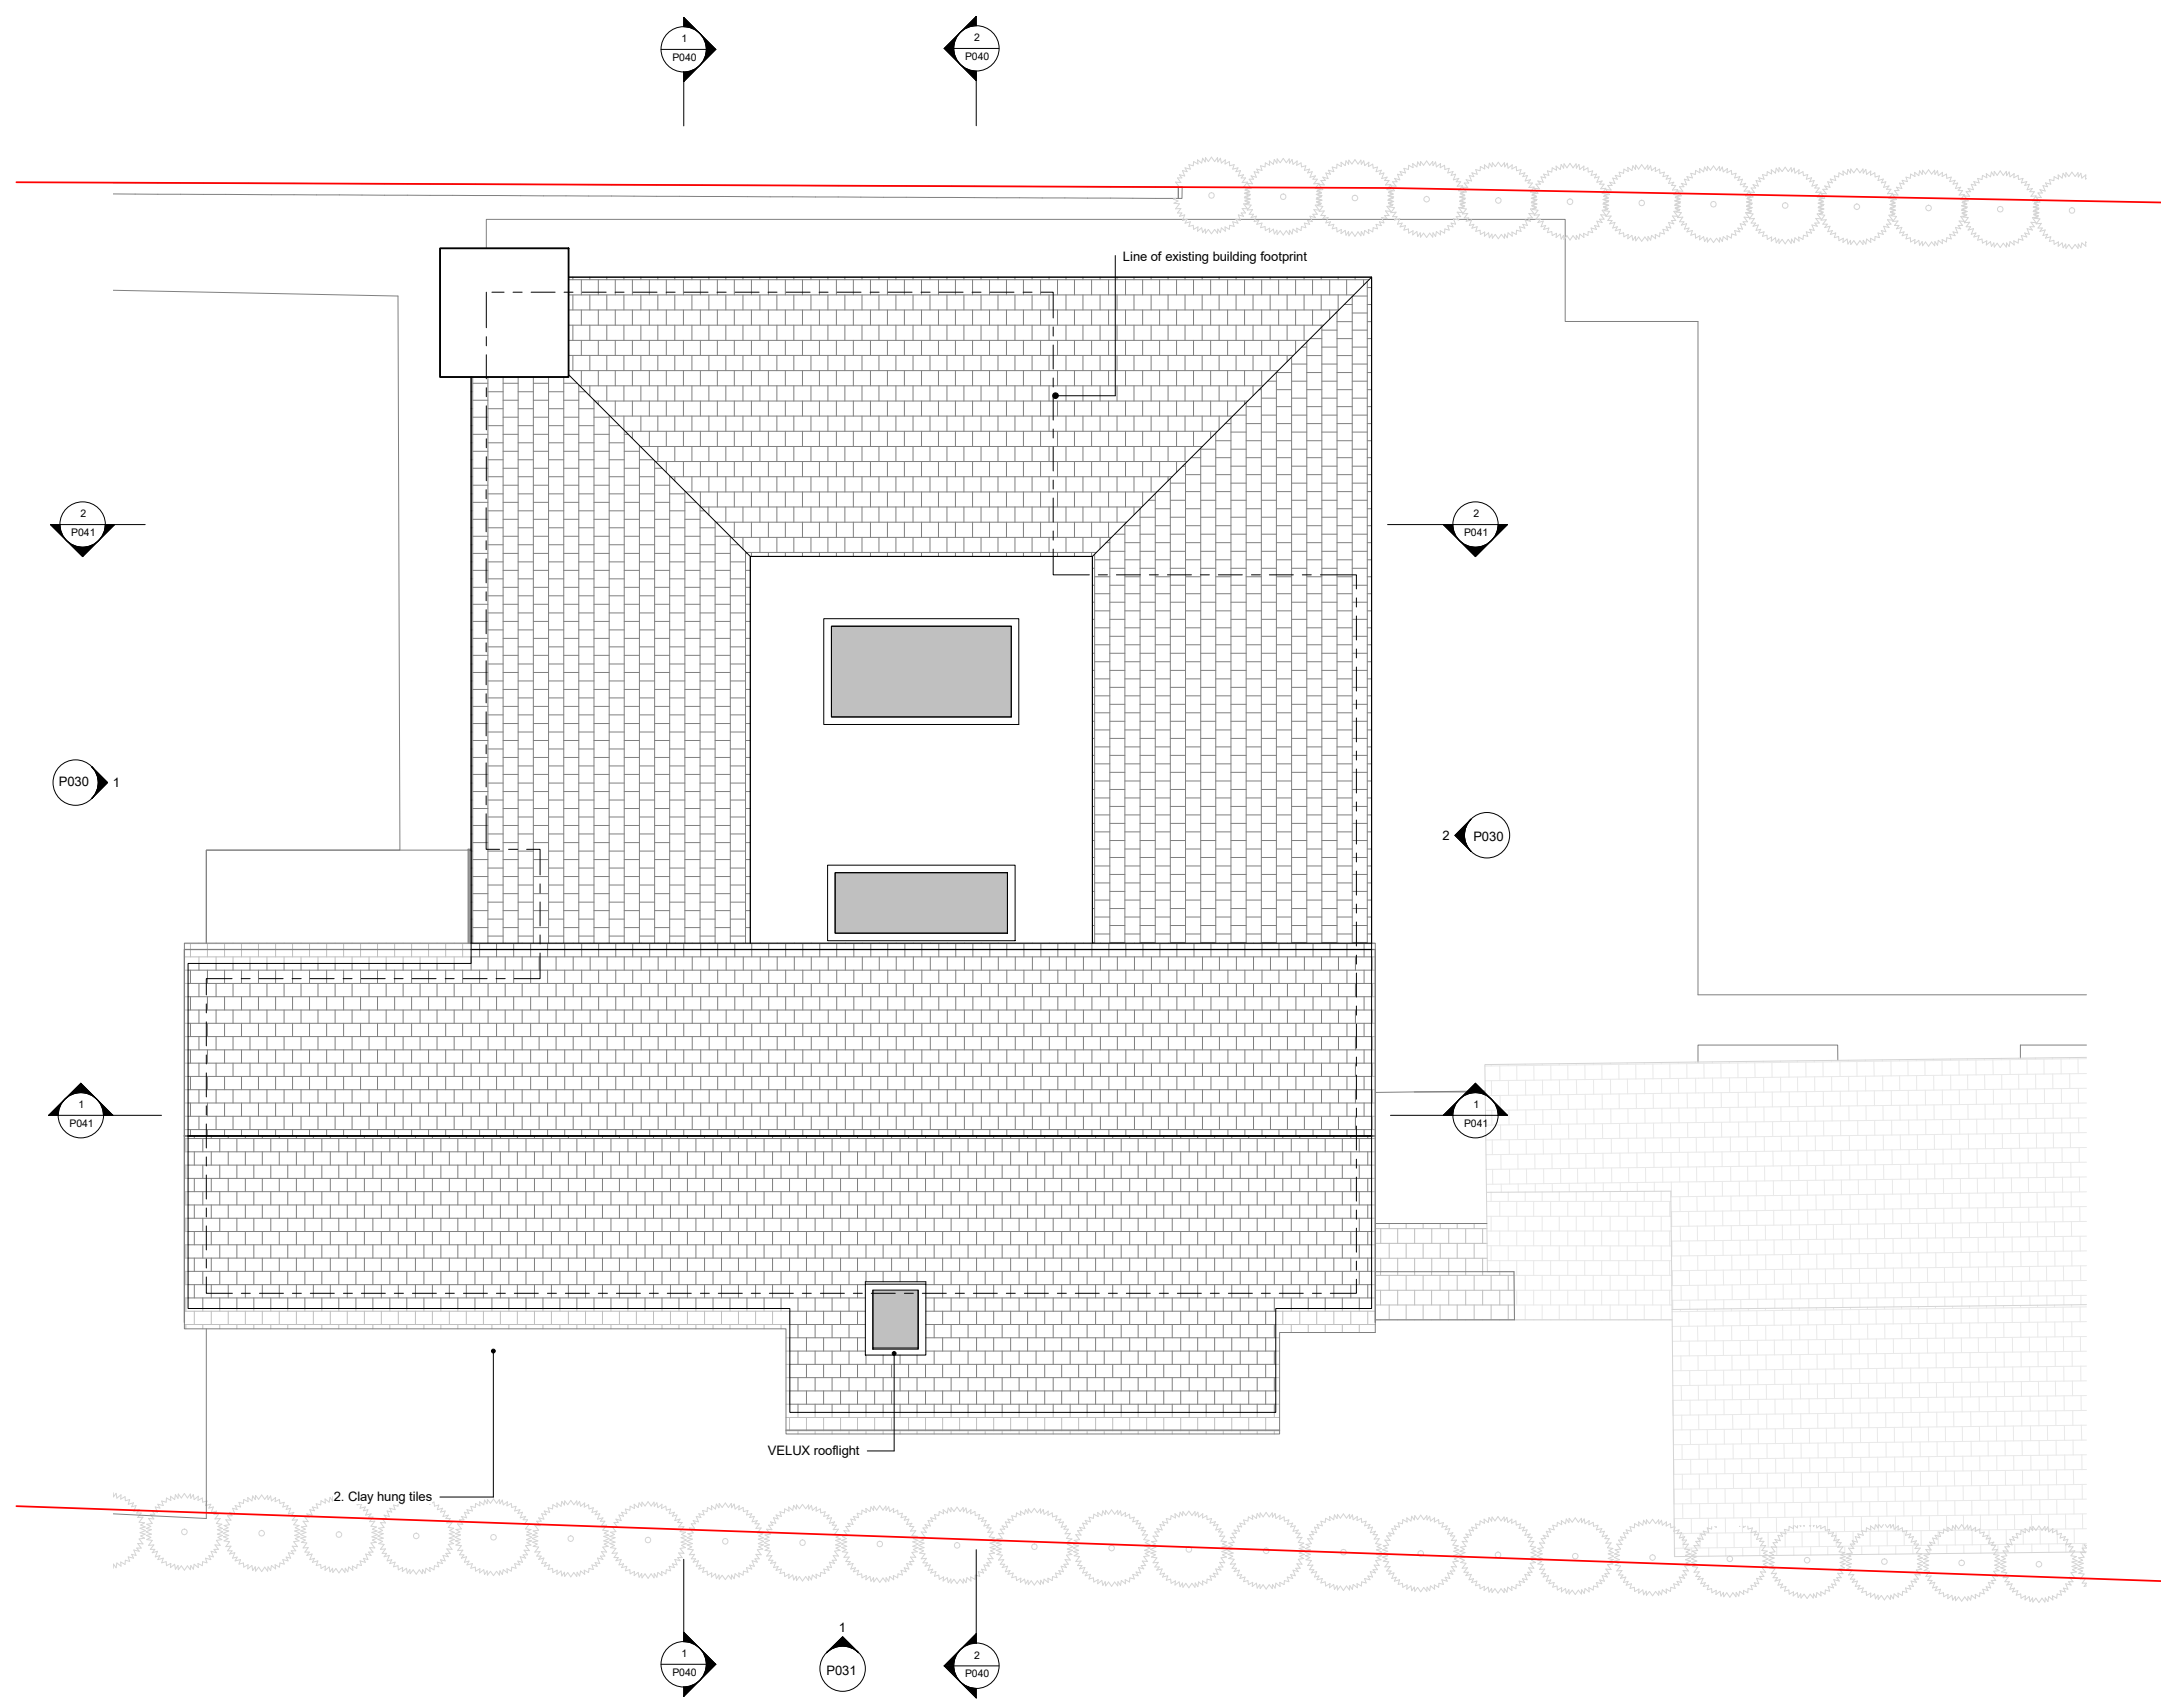 1
P040
2
P040
Line of existing building footprint
2
P041
2
P041
P030 1
2 P030
1
P041
1
P041
VELUX rooflight
2. Clay hung tiles
1
P040
1
P031
2
P040